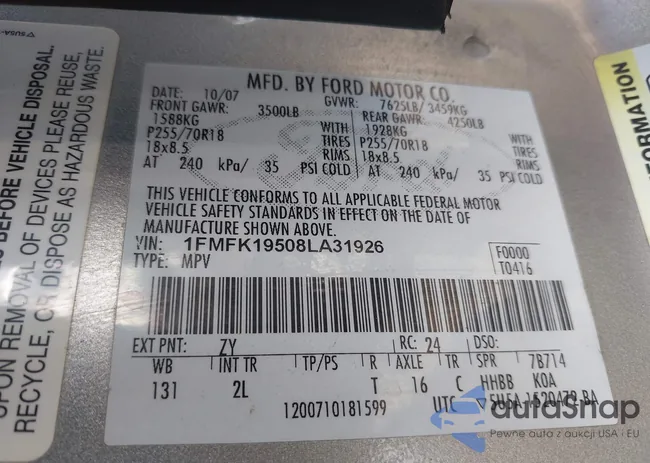 VSUSA-
S BEFORE VEHICLE DISPOSAL.
UPON REMOVAL OF DEVICES PLEASE REUSE,
RECYCLE, OR DISPOSE AS HAZARDOUS WASTE.
MFD. BY FORD MOTOR CO.
DATE: 10/07 GVWR: 7625LB/ 3459KG
FRONT GAWR: 3500LB REAR GAWR: 4250LB
1588KG WITH 1928KG WITH
P255/70R18 TIRES P255/70R18 TIRES
18x8.5 RIMS 18x8.5 RIMS
AT 240 kPa/ 35 PSI COLD AT 240 kPa/ 35 PSI COLD
THIS VEHICLE CONFORMS TO ALL APPLICABLE FEDERAL MOTOR
VEHICLE SAFETY STANDARDS IN EFFECT ON THE DATE OF
MANUFACTURE SHOWN ABOVE.
VIN: 1FMFK19508LA31926
TYPE: MPV
F0000
T0416
EXT PNT: ZY RC: 24 DSO:
WB INT TR TP/PS R AXLE TR SPR 7B714
131 2L T 16 C HHBB KOA
1200710181599 UTC
autoSnap
Pewne auto z aukcji USA i EU
FORMATION